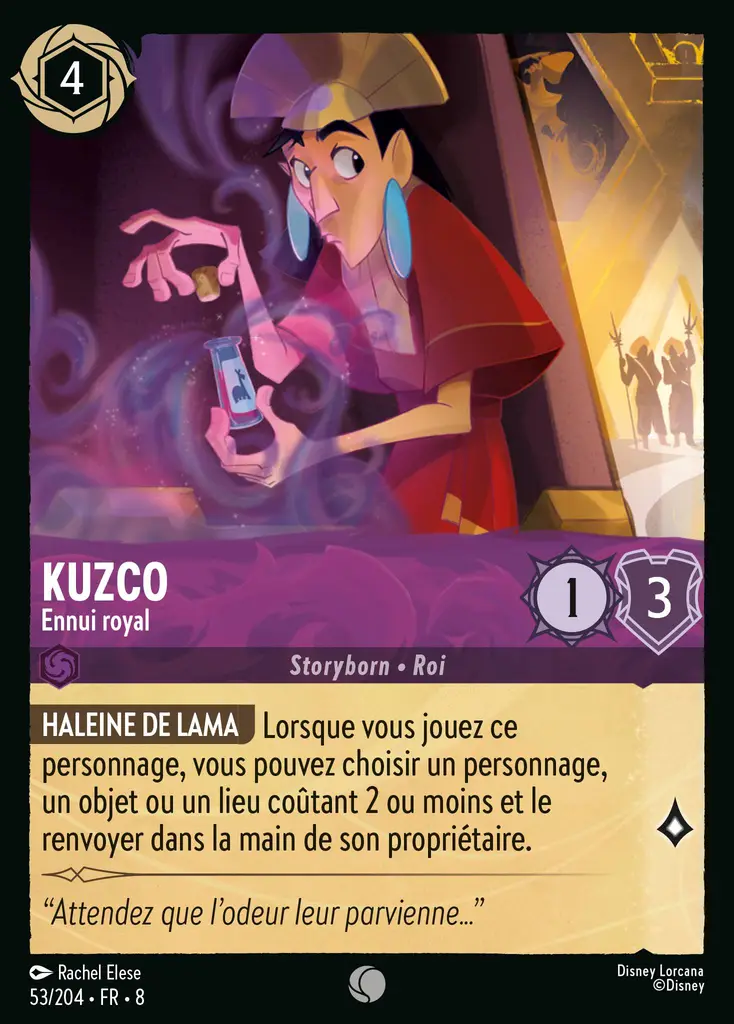 4
KUZCO
Ennui royal
1
3
Storyborn • Roi
HALEINE DE LAMA Lorsque vous jouez ce
personnage, vous pouvez choisir un personnage,
un objet ou un lieu coûtant 2 ou moins et le
renvoyer dans la main de son propriétaire.
“Attendez que l’odeur leur parvienne...”
Rachel Elese
53/204 • FR • 8
Disney Lorcana
©Disney